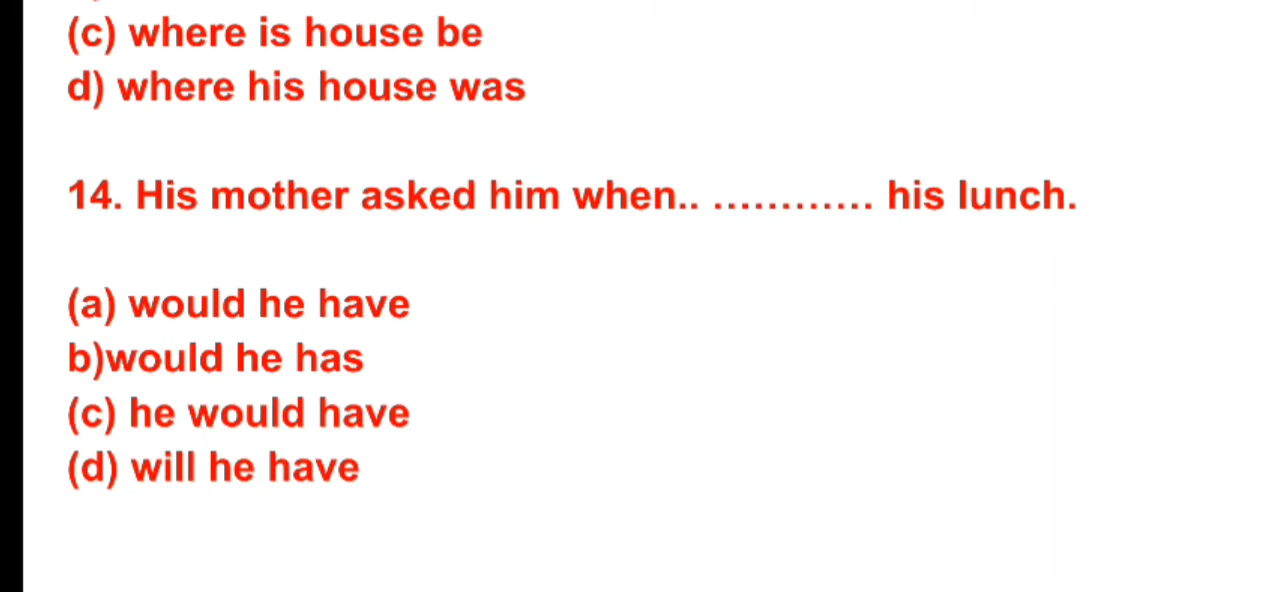 (c) where is house be
d) where his house was
14. His mother asked him when.. ............ his lunch.
(a) would he have
b)would he has
(c) he would have
(d) will he have